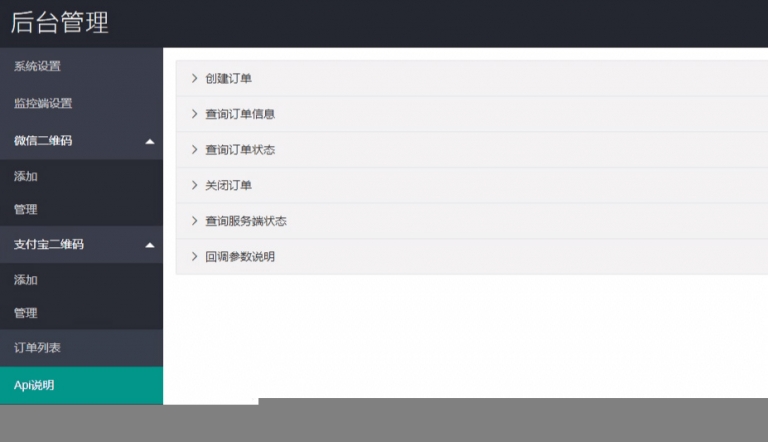 后台管理
系统设置
监控端设置
微信二维码
添加
管理
支付宝二维码
添加
管理
订单列表
Api说明
创建订单
查询订单信息
查询订单状态
关闭订单
查询服务端状态
回调参数说明